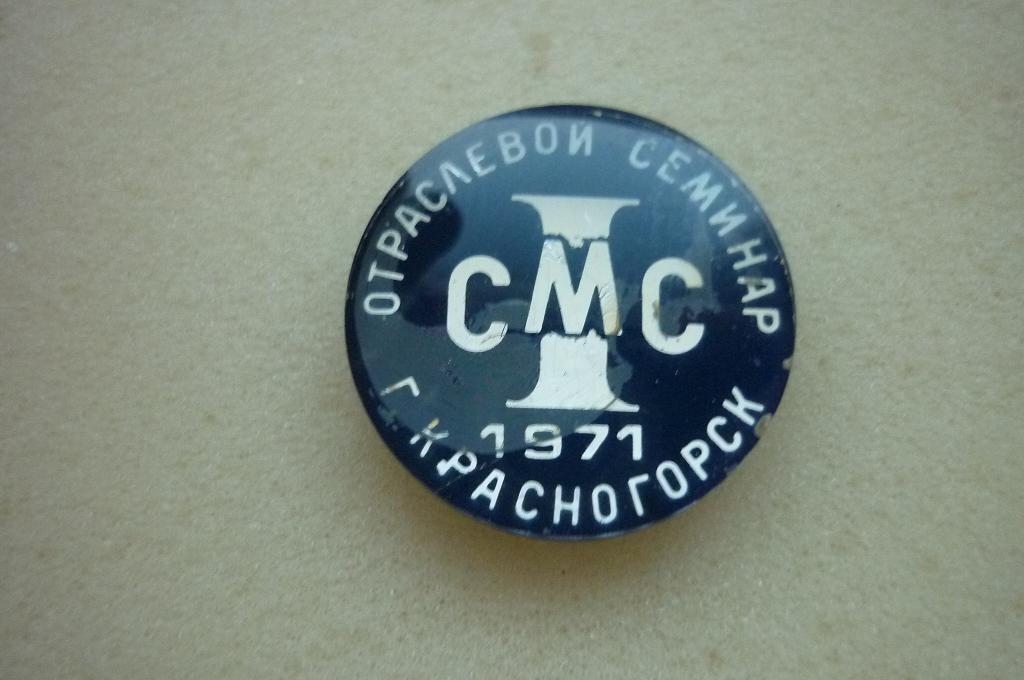 ОТРАСЛЕВОЙ СЕМИНАР
I
СМС
1971
Г КРАСНОГОРСК